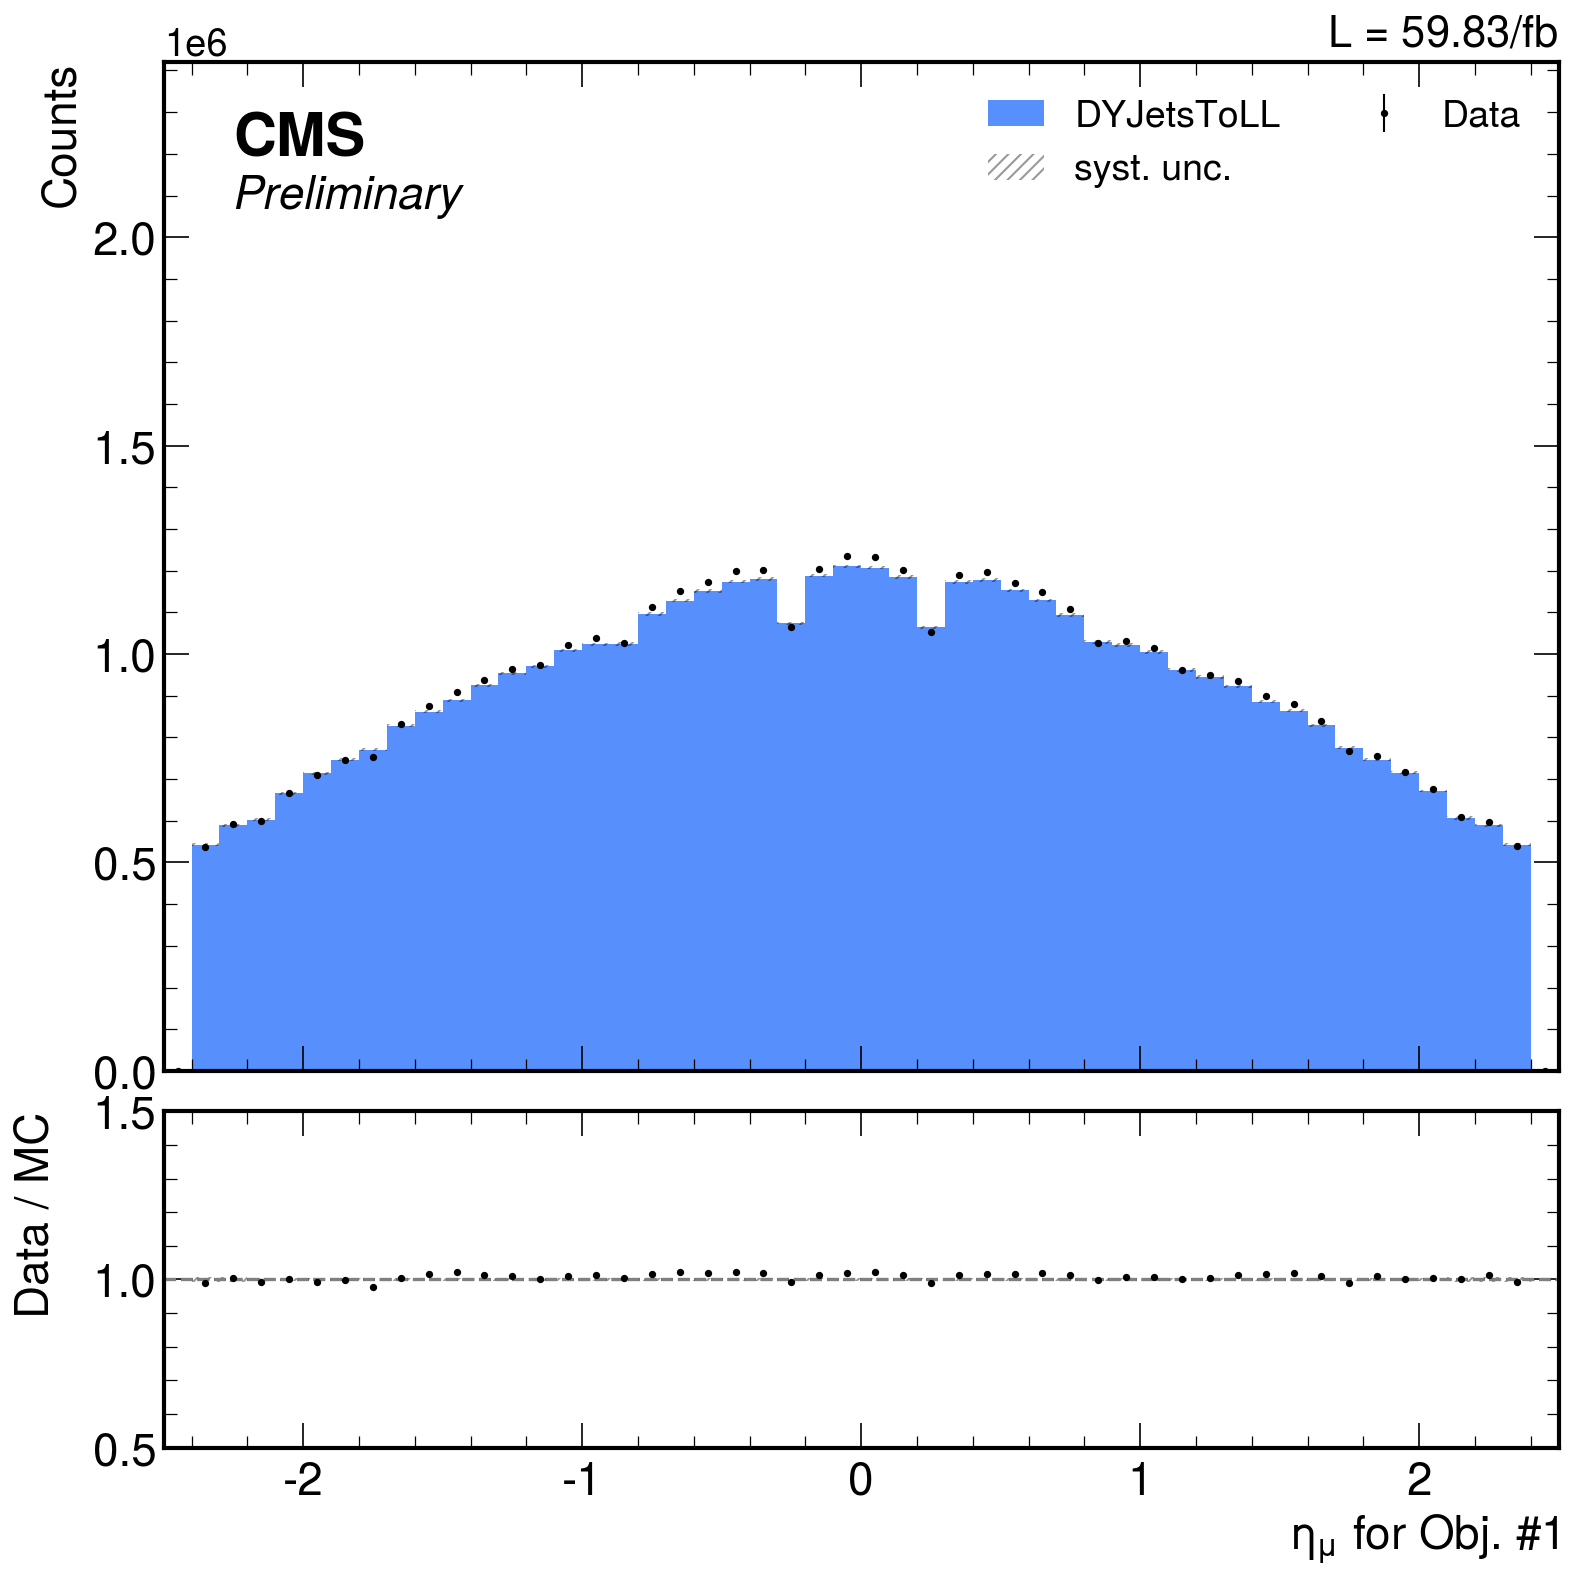 1e6
L = 59.83/fb
Counts
CMS
Preliminary
DYJetsToLL
Data
syst. unc.
2.0
1.5
1.0
0.5
0.0
Data / MC
1.5
1.0
0.5
-2
-1
0
1
2
ημ for Obj. #1